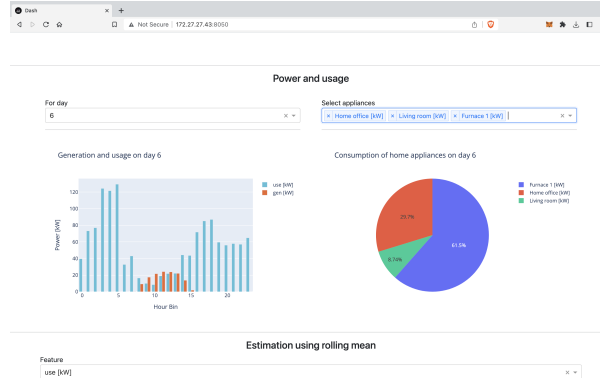 Dash
Not Secure | 172.27.27.43:8050
Power and usage
For day
6
Select appliances
× Home office [kW] × Living room [kW] × Furnace 1 [kW]
Generation and usage on day 6
Consumption of home appliances on day 6
use [kW]
gen [kW]
Power [kW]
120
100
80
60
40
20
0
0 5 10 15 20
Hour Bin
61.5%
29.7%
8.74%
Furnace 1 [kW]
Home office [kW]
Living room [kW]
Estimation using rolling mean
Feature
use [kW]